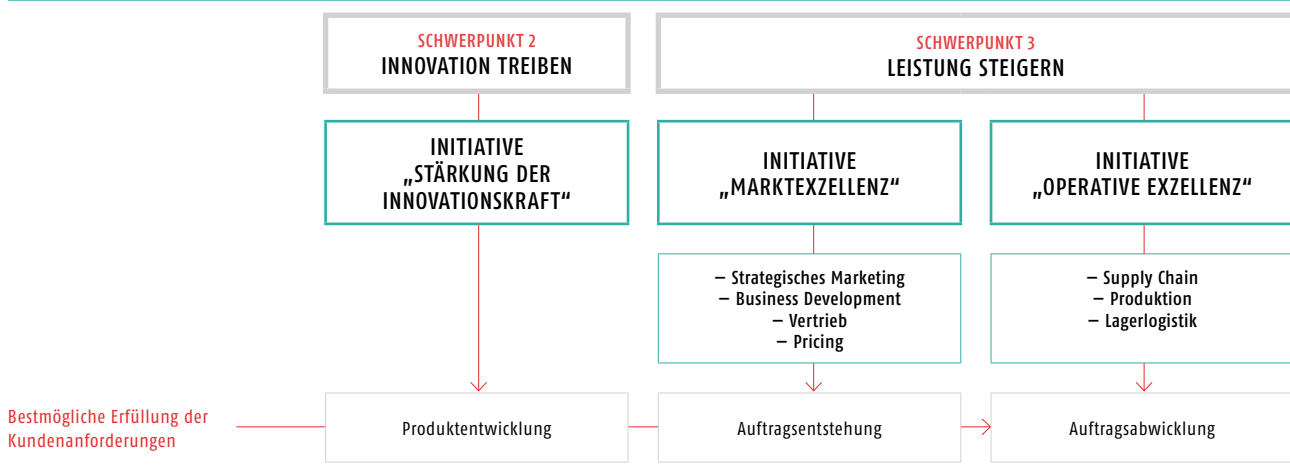 SCHWERPUNKT 2
INNOVATION TREIBEN
SCHWERPUNKT 3
LEISTUNG STEIGERN
INITIATIVE
„STÄRKUNG DER
INNOVATIONSKRAFT“
INITIATIVE
„MARKTEXZELLENZ“
INITIATIVE
„OPERATIVE EXZELLENZ“
– Strategisches Marketing
– Business Development
– Vertrieb
– Pricing
– Supply Chain
– Produktion
– Lagerlogistik
Bestmögliche Erfüllung der
Kundenanforderungen
Produktentwicklung
Auftragsentstehung
Auftragsabwicklung